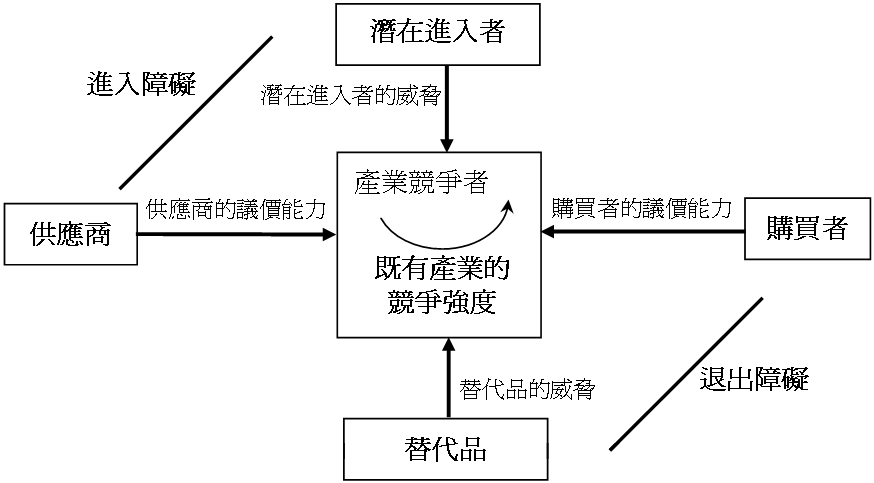 潛在進入者
進入障礙
潛在進入者的威脅
產業競爭者
供應商的議價能力
購買者的議價能力
供應商
購買者
既有產業的
競爭強度
替代品的威脅
退出障礙
替代品